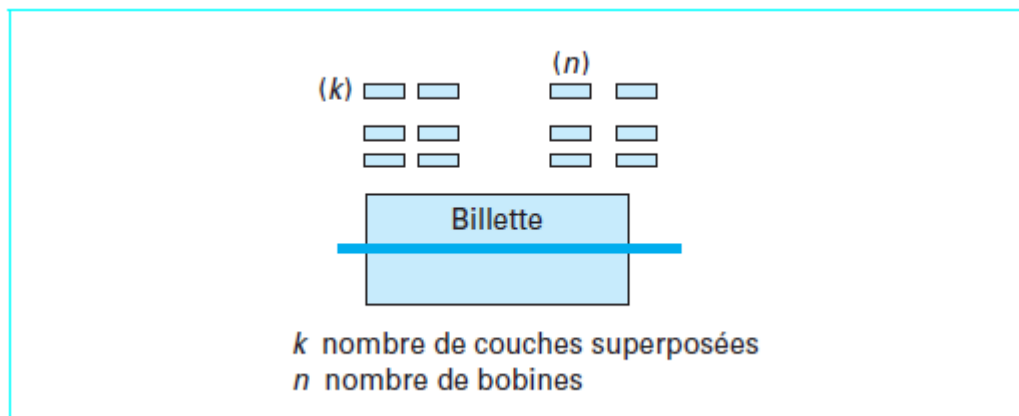 (n)
(k)
Billette
k nombre de couches superposées
n nombre de bobines